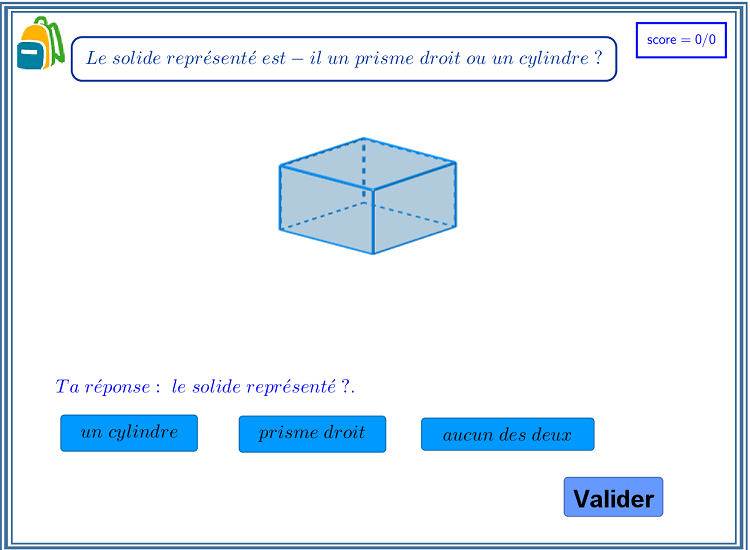 Le solide représenté est – il un prisme droit ou un cylindre ?
score = 0/0
Ta réponse : le solide représenté ?.
un cylindre
prisme droit
aucun des deux
Valider